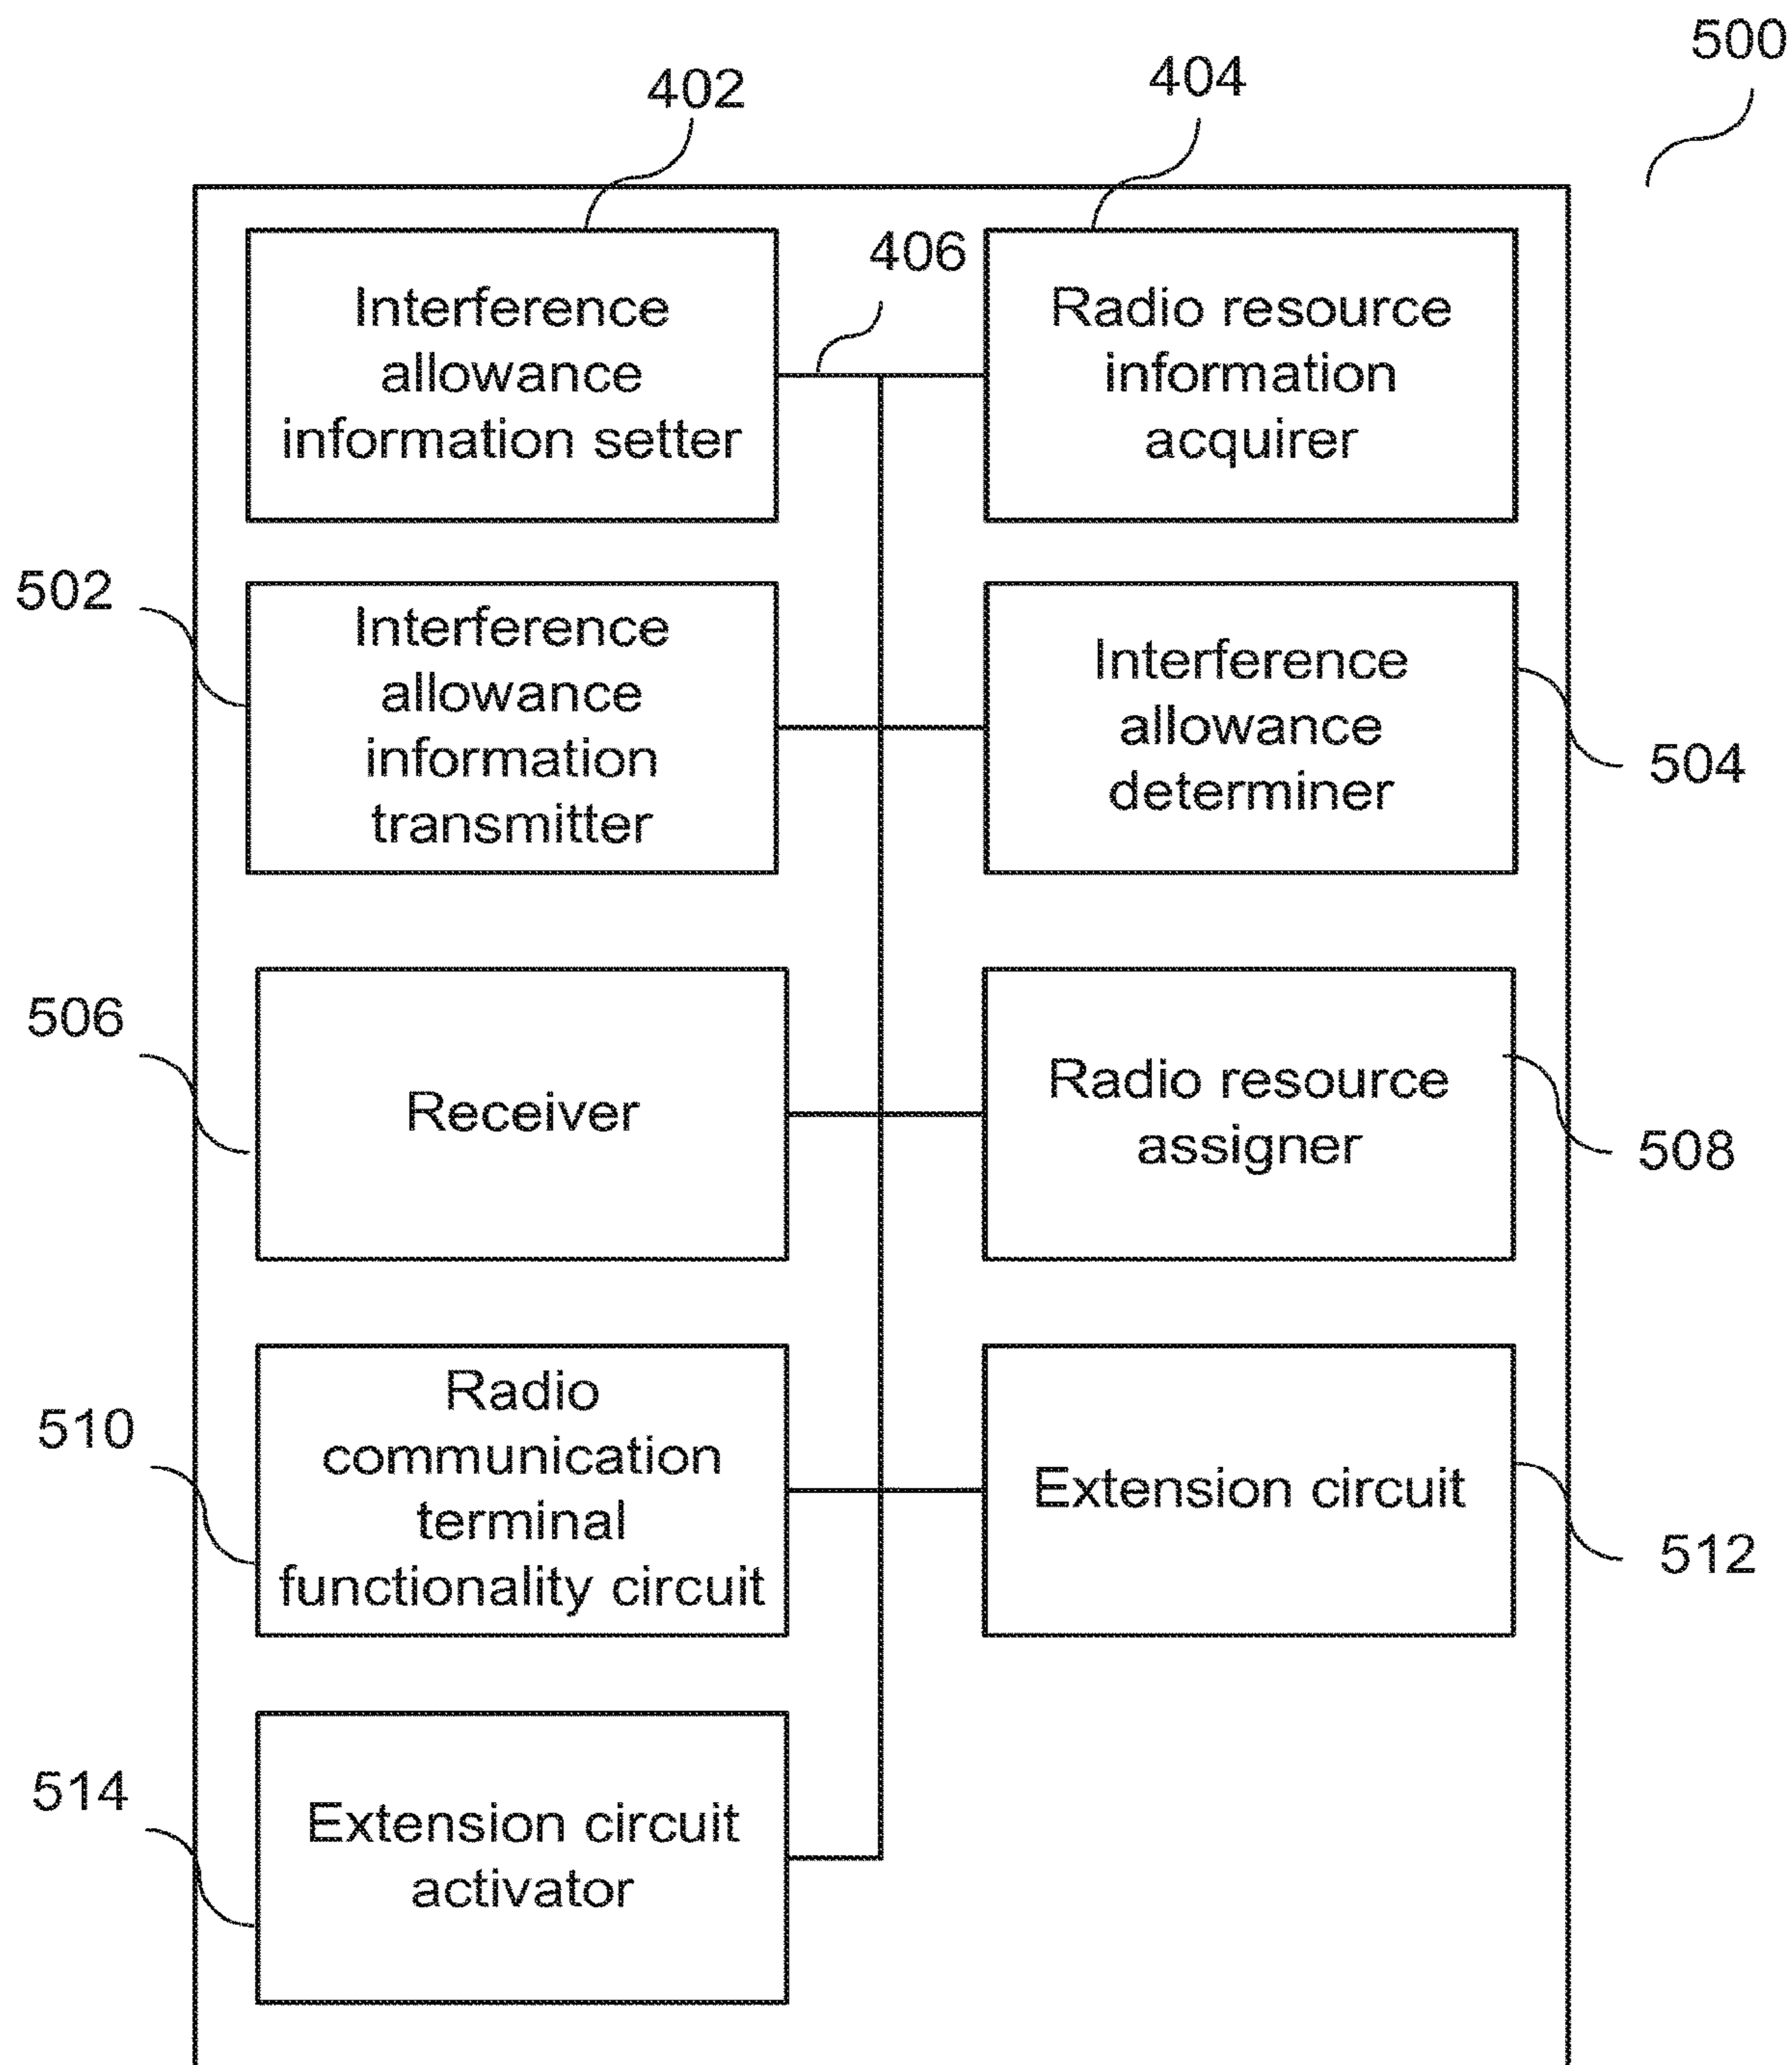 500
402
404
406
Interference
allowance
information setter
Radio resource
information
acquirer
502
Interference
allowance
information
transmitter
Interference
allowance
determiner
504
506
Receiver
Radio resource
assigner
508
510
Radio
communication
terminal
functionality circuit
Extension circuit
512
514
Extension circuit
activator